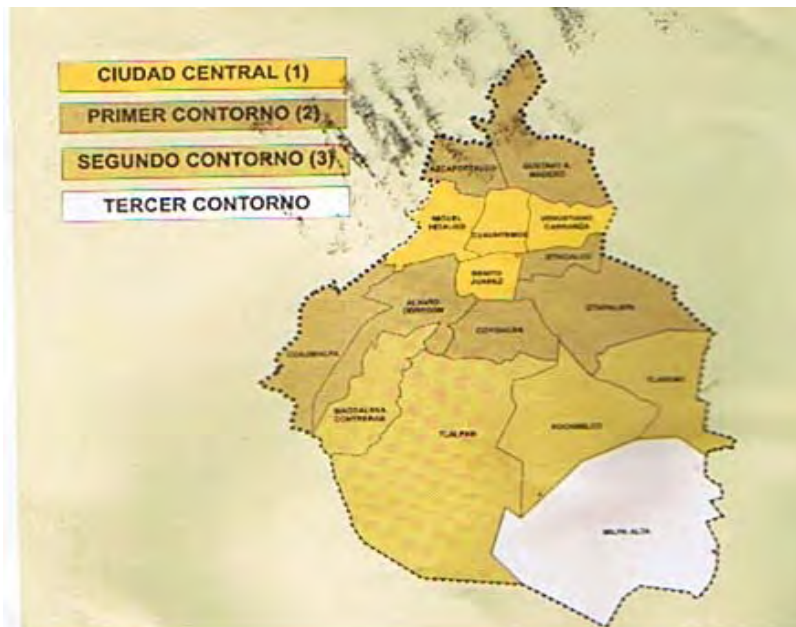 CIUDAD CENTRAL (1)
PRIMER CONTORNO (2)
SEGUNDO CONTORNO (3)
TERCER CONTORNO
AZCAPOTZALCO
GUSTAVO A.
MADERO
MIGUEL
HIDALGO
CUAUHTEMOC
VENUSTIANO
CARRANZA
IZTACALCO
BENITO
JUAREZ
ALVARO
OBREGON
COYOACAN
IZTAPALAPA
CUAJIMALPA
MAGDALENA
CONTRERAS
TLALPAN
XOCHIMILCO
TLAHUAC
MILPA ALTA